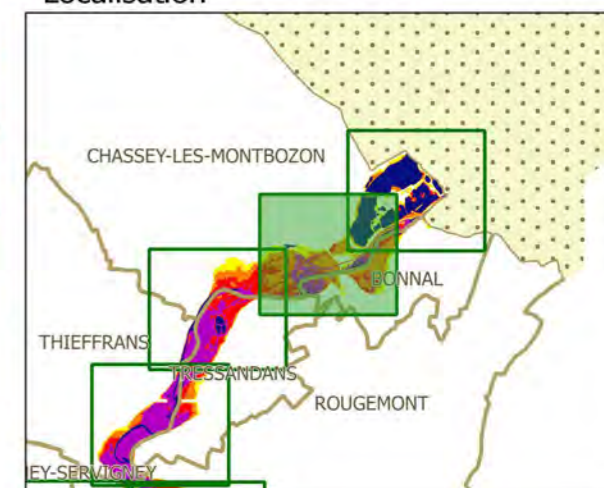 Localisation
CHASSEY-LES-MONTBOZON
BONNAL
THIEFFRANS
TRESSANDANS
ROUGEMONT
EY-SERVIGNEY